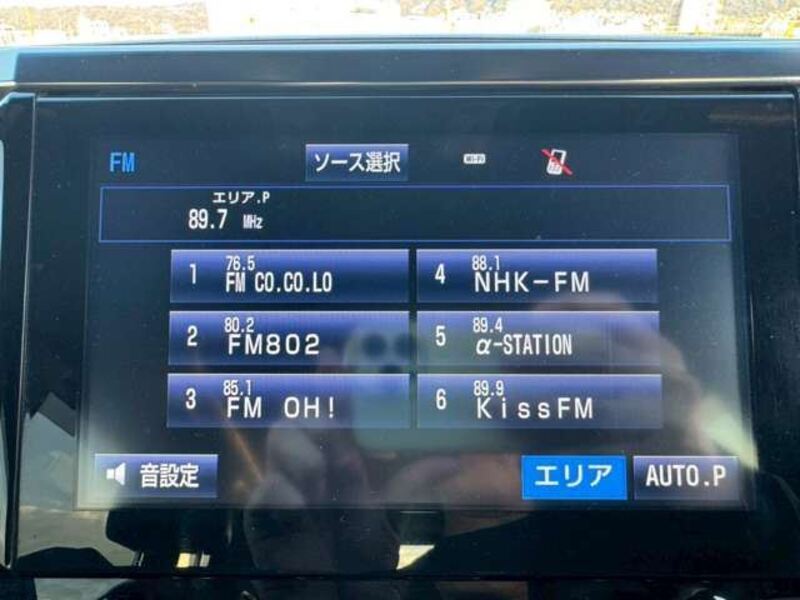 FM
ソース選択
Wi-Fi
エリア.P
89.7 MHz
1
76.5
FM CO.CO.LO
4
88.1
NHK-FM
2
80.2
FM802
5
89.4
α-STATION
3
85.1
FM OH!
6
89.9
KissFM
音設定
エリア
AUTO.P